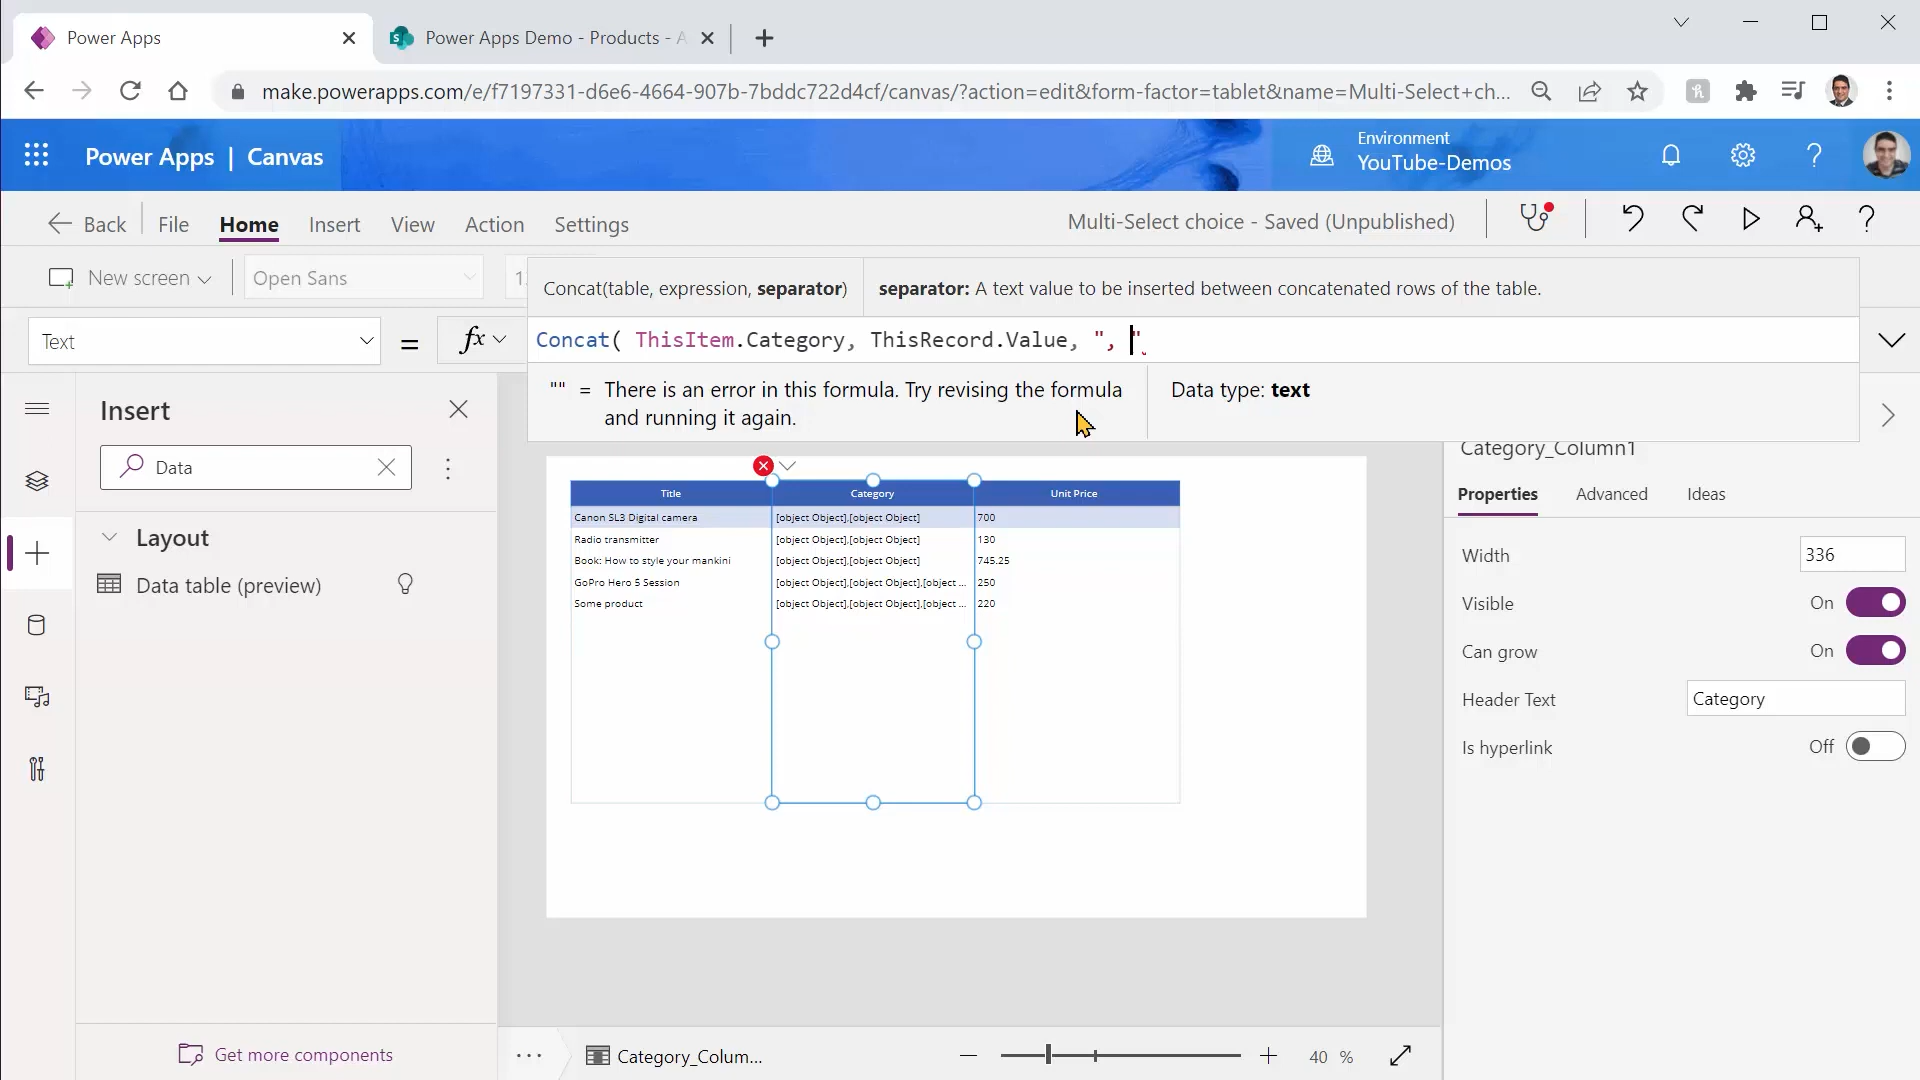 Power Apps
Power Apps Demo - Products - A
make.powerapps.com/e/f7197331-d6e6-4664-907b-7bddc722d4cf/canvas/?action=edit&form-factor=tablet&name=Multi-Select+ch...
Power Apps | Canvas
Environment
YouTube-Demos
Back
File
Home
Insert
View
Action
Settings
Multi-Select choice - Saved (Unpublished)
New screen
Open Sans
Concat(table, expression, separator)
separator: A text value to be inserted between concatenated rows of the table.
Text
=
fx
Concat( ThisItem.Category, ThisRecord.Value, ", "
"" = There is an error in this formula. Try revising the formula
and running it again.
Data type: text
Insert
Data
Layout
Data table (preview)
Get more components
Title Category Unit Price
Canon SL3 Digital camera [object Object],[object Object] 700
Radio transmitter [object Object],[object Object] 130
Book: How to style your mankini [object Object],[object Object] 745.25
GoPro Hero 5 Session [object Object],[object Object],[object ... 250
Some product [object Object],[object Object],[object ... 220
Category_Column1
Properties
Advanced
Ideas
Width 336
Visible On
Can grow On
Header Text Category
Is hyperlink Off
Category_Colum...
40 %